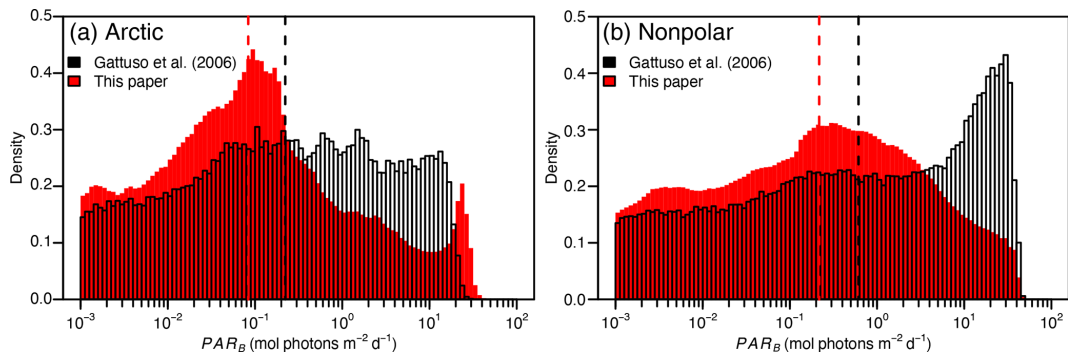 (a) Arctic
Gattuso et al. (2006)
This paper
Density
0.5
0.4
0.3
0.2
0.1
0.0
10⁻³ 10⁻² 10⁻¹ 10⁰ 10¹ 10²
PAR_B (mol photons m⁻² d⁻¹)
(b) Nonpolar
Gattuso et al. (2006)
This paper
Density
0.5
0.4
0.3
0.2
0.1
0.0
10⁻³ 10⁻² 10⁻¹ 10⁰ 10¹ 10²
PAR_B (mol photons m⁻² d⁻¹)